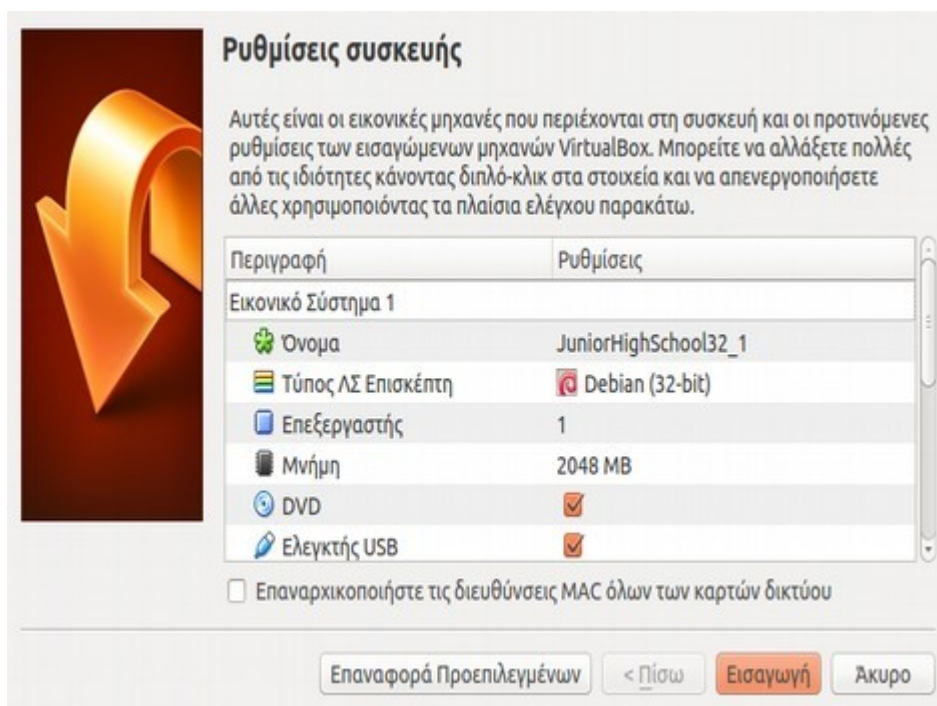 Ρυθμίσεις συσκευής
Αυτές είναι οι εικονικές μηχανές που περιέχονται στη συσκευή και οι προτινόμενες
ρυθμίσεις των εισαγώμενων μηχανών VirtualBox. Μπορείτε να αλλάξετε πολλές
από τις ιδιότητες κάνοντας διπλό-κλικ στα στοιχεία και να απενεργοποιήσετε
άλλες χρησιμοποιόντας τα πλαίσια ελέγχου παρακάτω.
Περιγραφή Ρυθμίσεις
Εικονικό Σύστημα 1
Όνομα JuniorHighSchool32_1
Τύπος ΛΣ Επισκέπτη Debian (32-bit)
Επεξεργαστής 1
Μνήμη 2048 MB
DVD
Ελεγκτής USB
Επαναρχικοποιήστε τις διευθύνσεις MAC όλων των καρτών δικτύου
Επαναφορά Προεπιλεγμένων < Πίσω Εισαγωγή Άκυρο